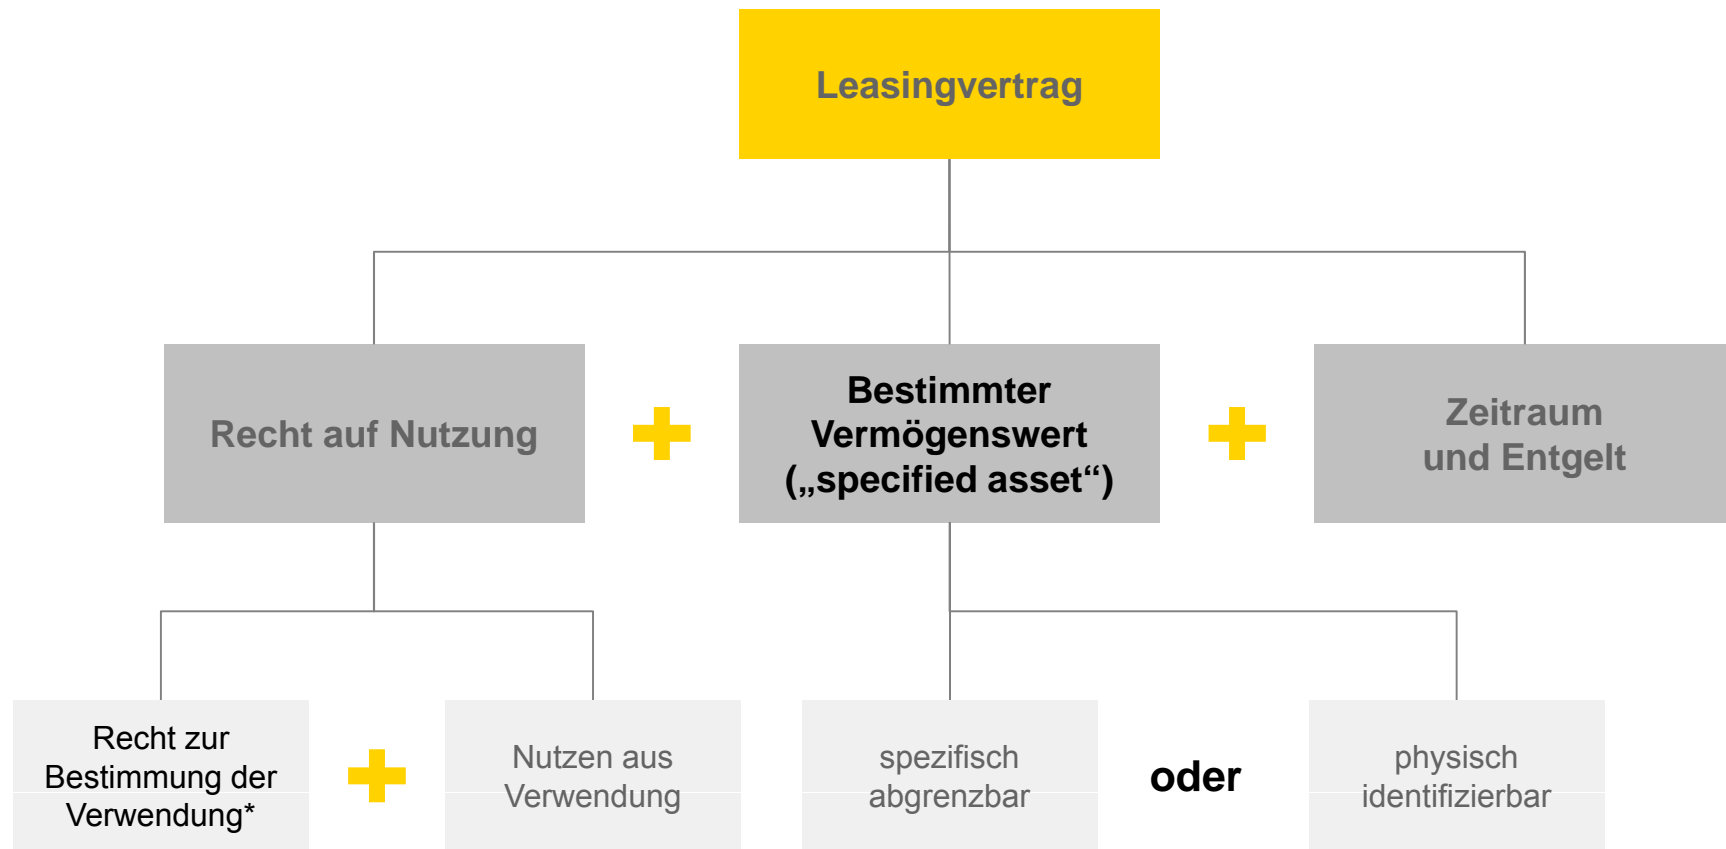 Leasingvertrag
Recht auf Nutzung
Bestimmter
Vermögenswert
(„specified asset“)
Zeitraum
und Entgelt
Recht zur
Bestimmung der
Verwendung*
Nutzen aus
Verwendung
spezifisch
abgrenzbar
oder
physisch
identifizierbar